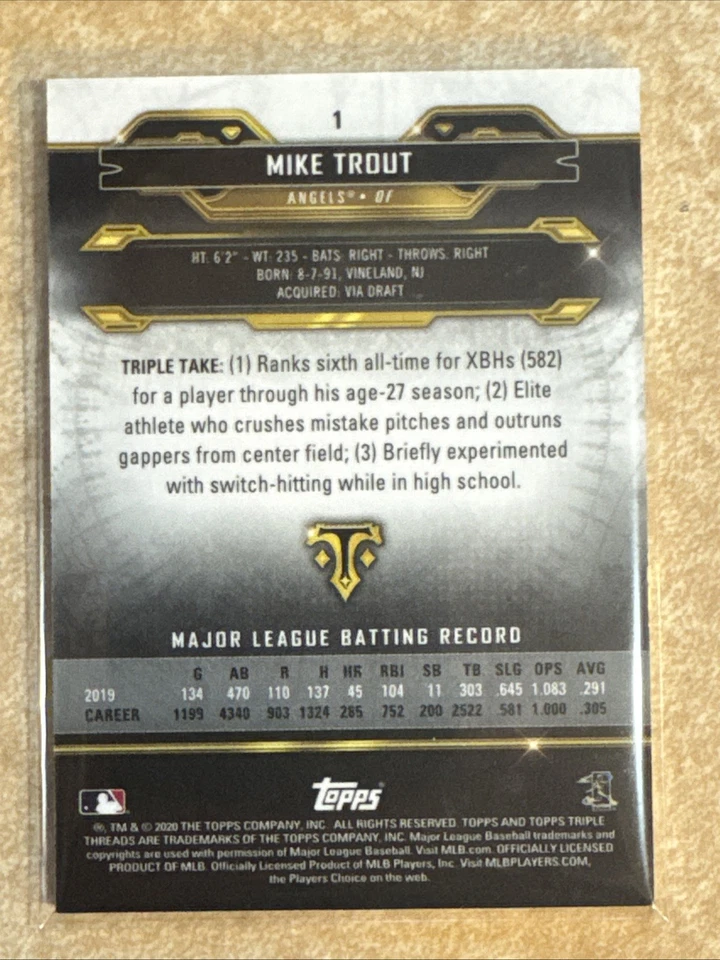 1
MIKE TROUT
ANGELS® • OF
HT: 6'2" - WT: 235 - BATS: RIGHT - THROWS: RIGHT
BORN: 8-7-91, VINELAND, NJ
ACQUIRED: VIA DRAFT
TRIPLE TAKE: (1) Ranks sixth all-time for XBHs (582)
for a player through his age-27 season; (2) Elite
athlete who crushes mistake pitches and outruns
gappers from center field; (3) Briefly experimented
with switch-hitting while in high school.
MAJOR LEAGUE BATTING RECORD
G AB R H HR RBI SB TB SLG OPS AVG
2019 134 470 110 137 45 104 11 303 .645 1.083 .291
CAREER 1199 4340 903 1324 285 752 200 2522 .581 1.000 .305
topps
®, TM & © 2020 THE TOPPS COMPANY, INC. ALL RIGHTS RESERVED. TOPPS AND TOPPS TRIPLE
THREADS ARE TRADEMARKS OF THE TOPPS COMPANY, INC. Major League Baseball trademarks and
copyrights are used with permission of Major League Baseball. Visit MLB.com. OFFICIALLY LICENSED
PRODUCT OF MLB. Officially Licensed Product of MLB Players, Inc. Visit MLBPLAYERS.COM,
the Players Choice on the web.